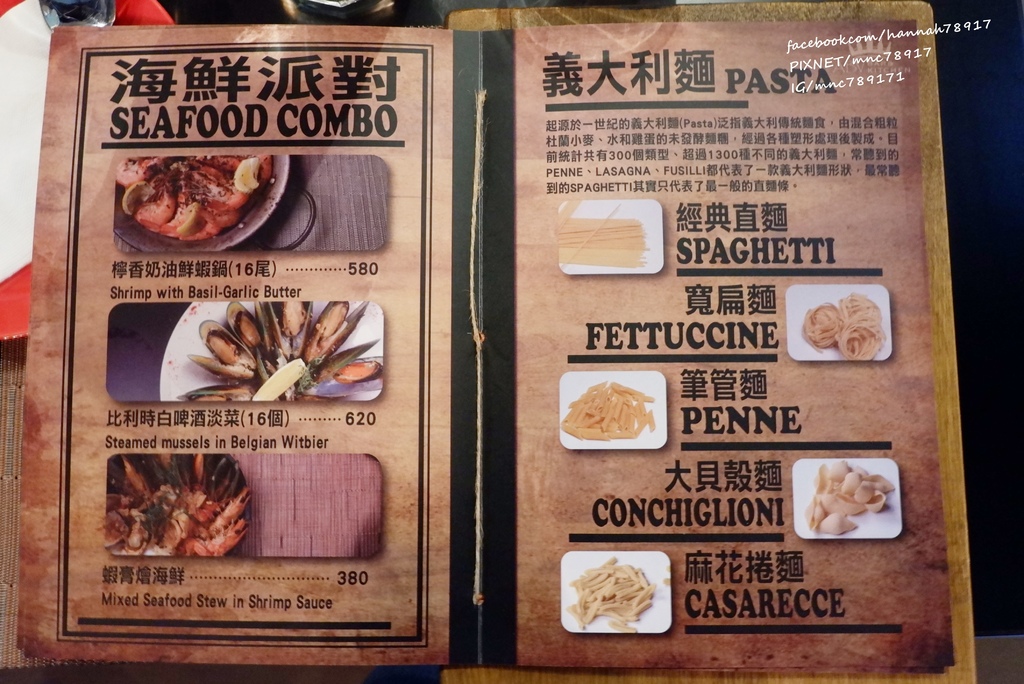 海鮮派對
SEAFOOD COMBO
檸香奶油鮮蝦鍋(16尾) ·············580
Shrimp with Basil-Garlic Butter
比利時白啤酒淡菜(16個) ········· 620
Steamed mussels in Belgian Witbier
蝦膏燴海鮮 ······························ 380
Mixed Seafood Stew in Shrimp Sauce
facebookcom/hannah78917
PIXNET/mnc78917
IG/mnc789171
義大利麵 PASTA
起源於一世紀的義大利麵(Pasta)泛指義大利傳統麵食，由混合粗粒
杜蘭小麥、水和雞蛋的未發酵麵糰，經過各種塑形處理後製成。目
前統計共有300個類型、超過1300種不同的義大利麵，常聽到的
PENNE、LASAGNA、FUSILLI都代表了一款義大利麵形狀，最常聽
到的SPAGHETTI其實只代表了最一般的直麵條。
經典直麵
SPAGHETTI
寬扁麵
FETTUCCINE
筆管麵
PENNE
大貝殼麵
CONCHIGLIONI
麻花捲麵
CASARECCE